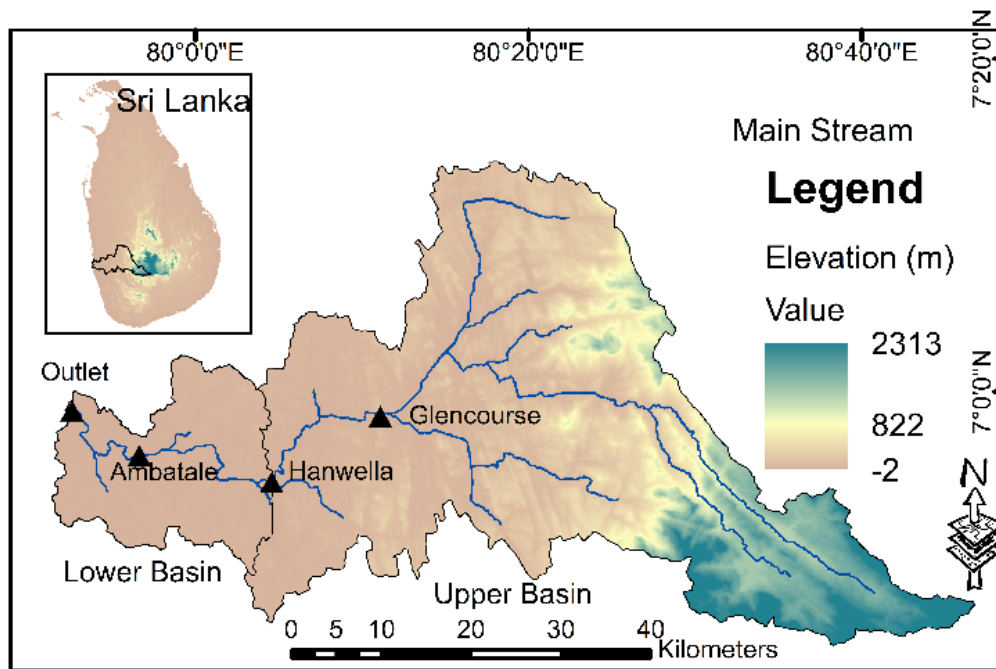 80°0'0"E
80°20'0"E
80°40'0"E
7°20'0"N
Sri Lanka
Main Stream
Legend
Elevation (m)
Value
2313
822
-2
7°0'0"N
Outlet
Glencourse
Ambatale
Hanwella
N
Lower Basin
Upper Basin
0 5 10 20 30 40
Kilometers